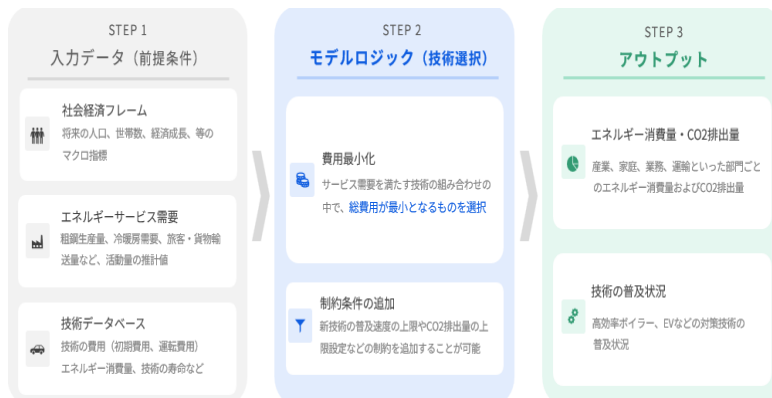 STEP 1
入力データ（前提条件）
社会経済フレーム
将来の人口、世帯数、経済成長、等の
マクロ指標
エネルギーサービス需要
粗鋼生産量、冷暖房需要、旅客・貨物輸
送量など、活動量の推計値
技術データベース
技術の費用（初期費用、運転費用）
エネルギー消費量、技術の寿命など
STEP 2
モデルロジック（技術選択）
費用最小化
サービス需要を満たす技術の組み合わせの
中で、総費用が最小となるものを選択
制約条件の追加
新技術の普及速度の上限やCO2排出量の上
限設定などの制約を追加することが可能
STEP 3
アウトプット
エネルギー消費量・CO2排出量
産業、家庭、業務、運輸といった部門ごと
のエネルギー消費量およびCO2排出量
技術の普及状況
高効率ボイラー、EVなどの対策技術の
普及状況